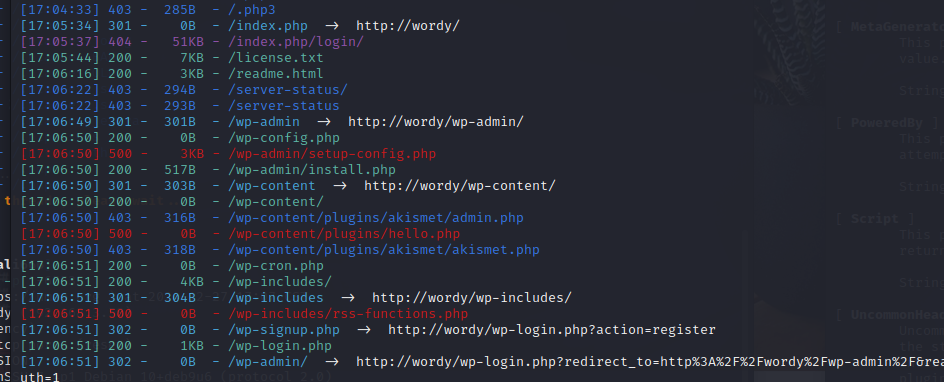 [17:04:33] 403 -  285B  - /.php3
[17:05:34] 301 -    0B  - /index.php  ->  http://wordy/
[17:05:37] 404 -   51KB - /index.php/login/
[17:05:44] 200 -    7KB - /license.txt
[17:06:16] 200 -    3KB - /readme.html
[17:06:22] 403 -  294B  - /server-status/
[17:06:22] 403 -  293B  - /server-status
[17:06:49] 301 -  301B  - /wp-admin  ->  http://wordy/wp-admin/
[17:06:50] 200 -    0B  - /wp-config.php
[17:06:50] 500 -    3KB - /wp-admin/setup-config.php
[17:06:50] 200 -  517B  - /wp-admin/install.php
[17:06:50] 301 -  303B  - /wp-content  ->  http://wordy/wp-content/
[17:06:50] 200 -    0B  - /wp-content/
[17:06:50] 403 -  316B  - /wp-content/plugins/akismet/admin.php
[17:06:50] 500 -    0B  - /wp-content/plugins/hello.php
[17:06:50] 403 -  318B  - /wp-content/plugins/akismet/akismet.php
[17:06:51] 200 -    0B  - /wp-cron.php
[17:06:51] 200 -    4KB - /wp-includes/
[17:06:51] 301 -  304B  - /wp-includes  ->  http://wordy/wp-includes/
[17:06:51] 500 -    0B  - /wp-includes/rss-functions.php
[17:06:51] 302 -    0B  - /wp-signup.php  ->  http://wordy/wp-login.php?action=register
[17:06:51] 200 -    1KB - /wp-login.php
[17:06:51] 302 -    0B  - /wp-admin/  ->  http://wordy/wp-login.php?redirect_to=http%3A%2F%2Fwordy%2Fwp-admin%2F&rea
uth=1
[ MetaGenerat
This
value
String
[ PoweredBy ]
This
attem
String
[ Script ]
This
retur
String
[ UncommonHead
Uncom
the s